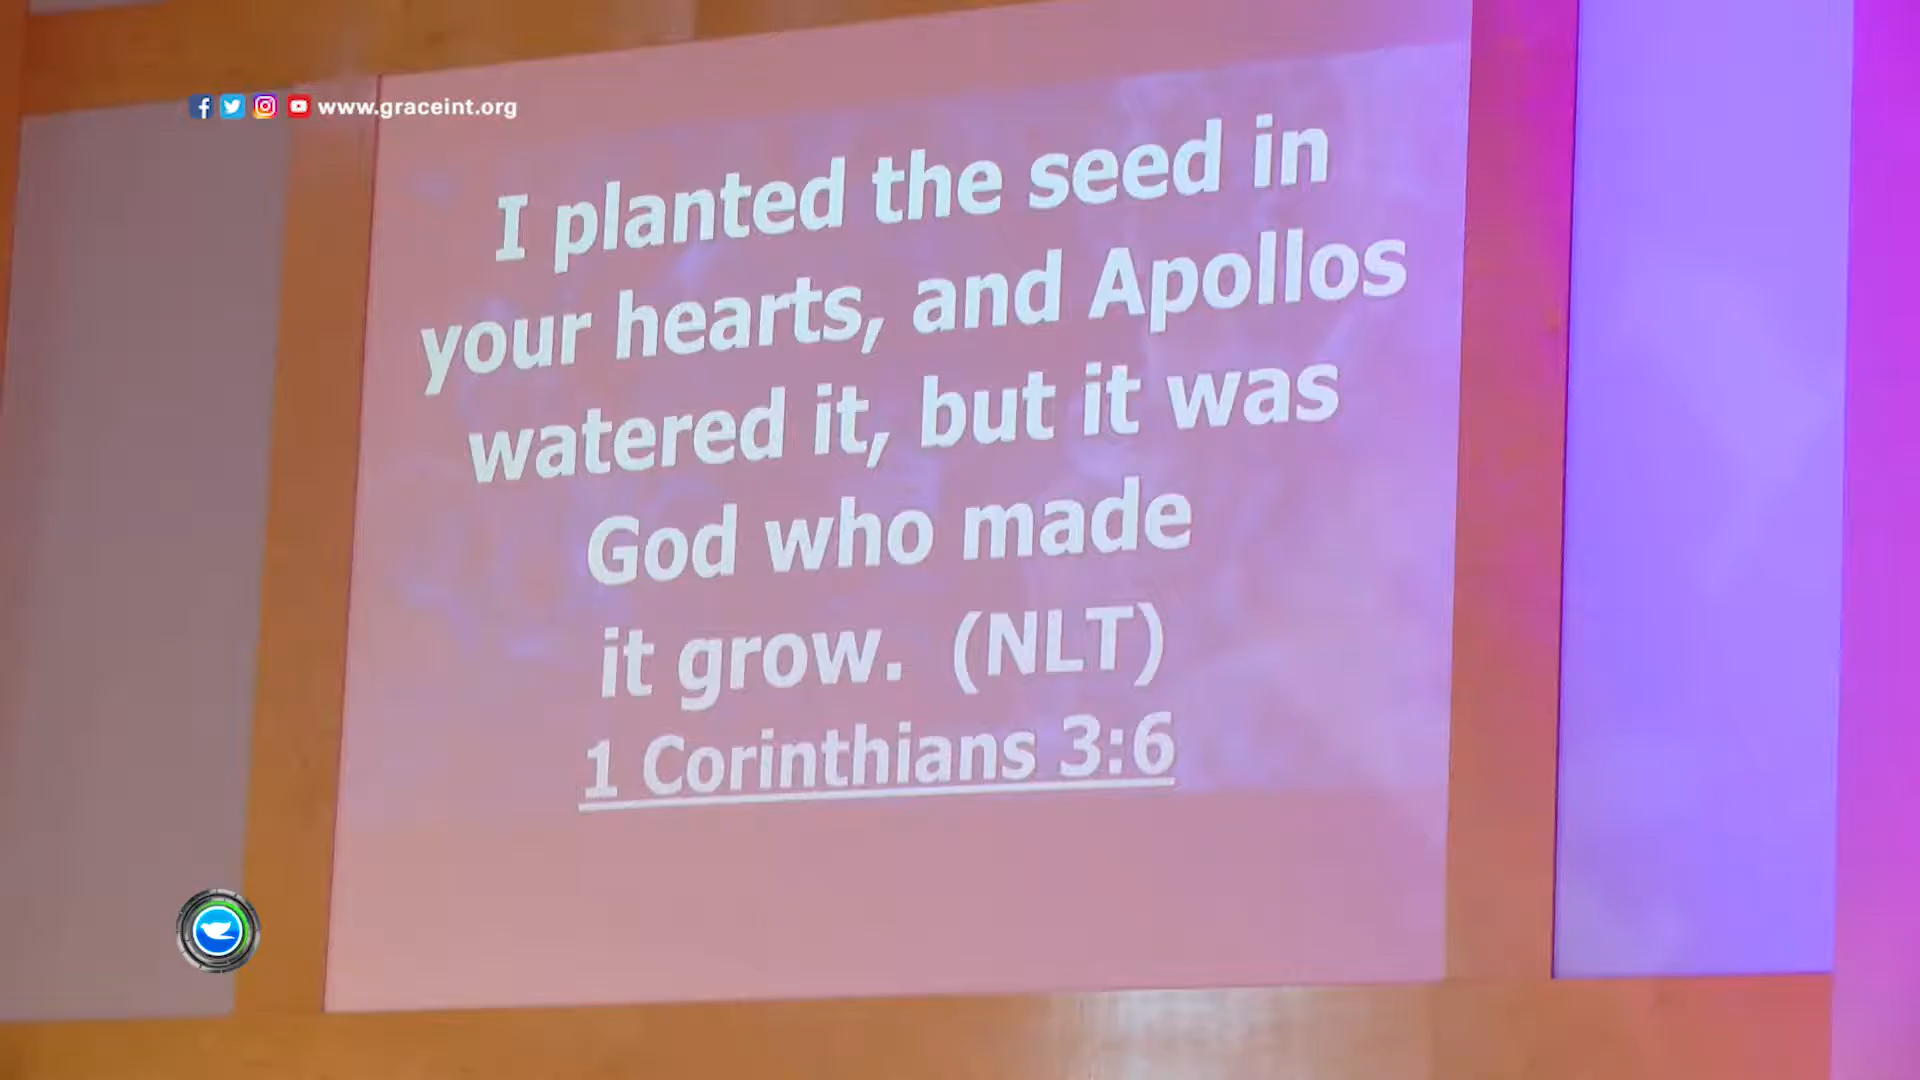 www.graceint.org
I planted the seed in
your hearts, and Apollos
watered it, but it was
God who made
it grow. (NLT)
1 Corinthians 3:6